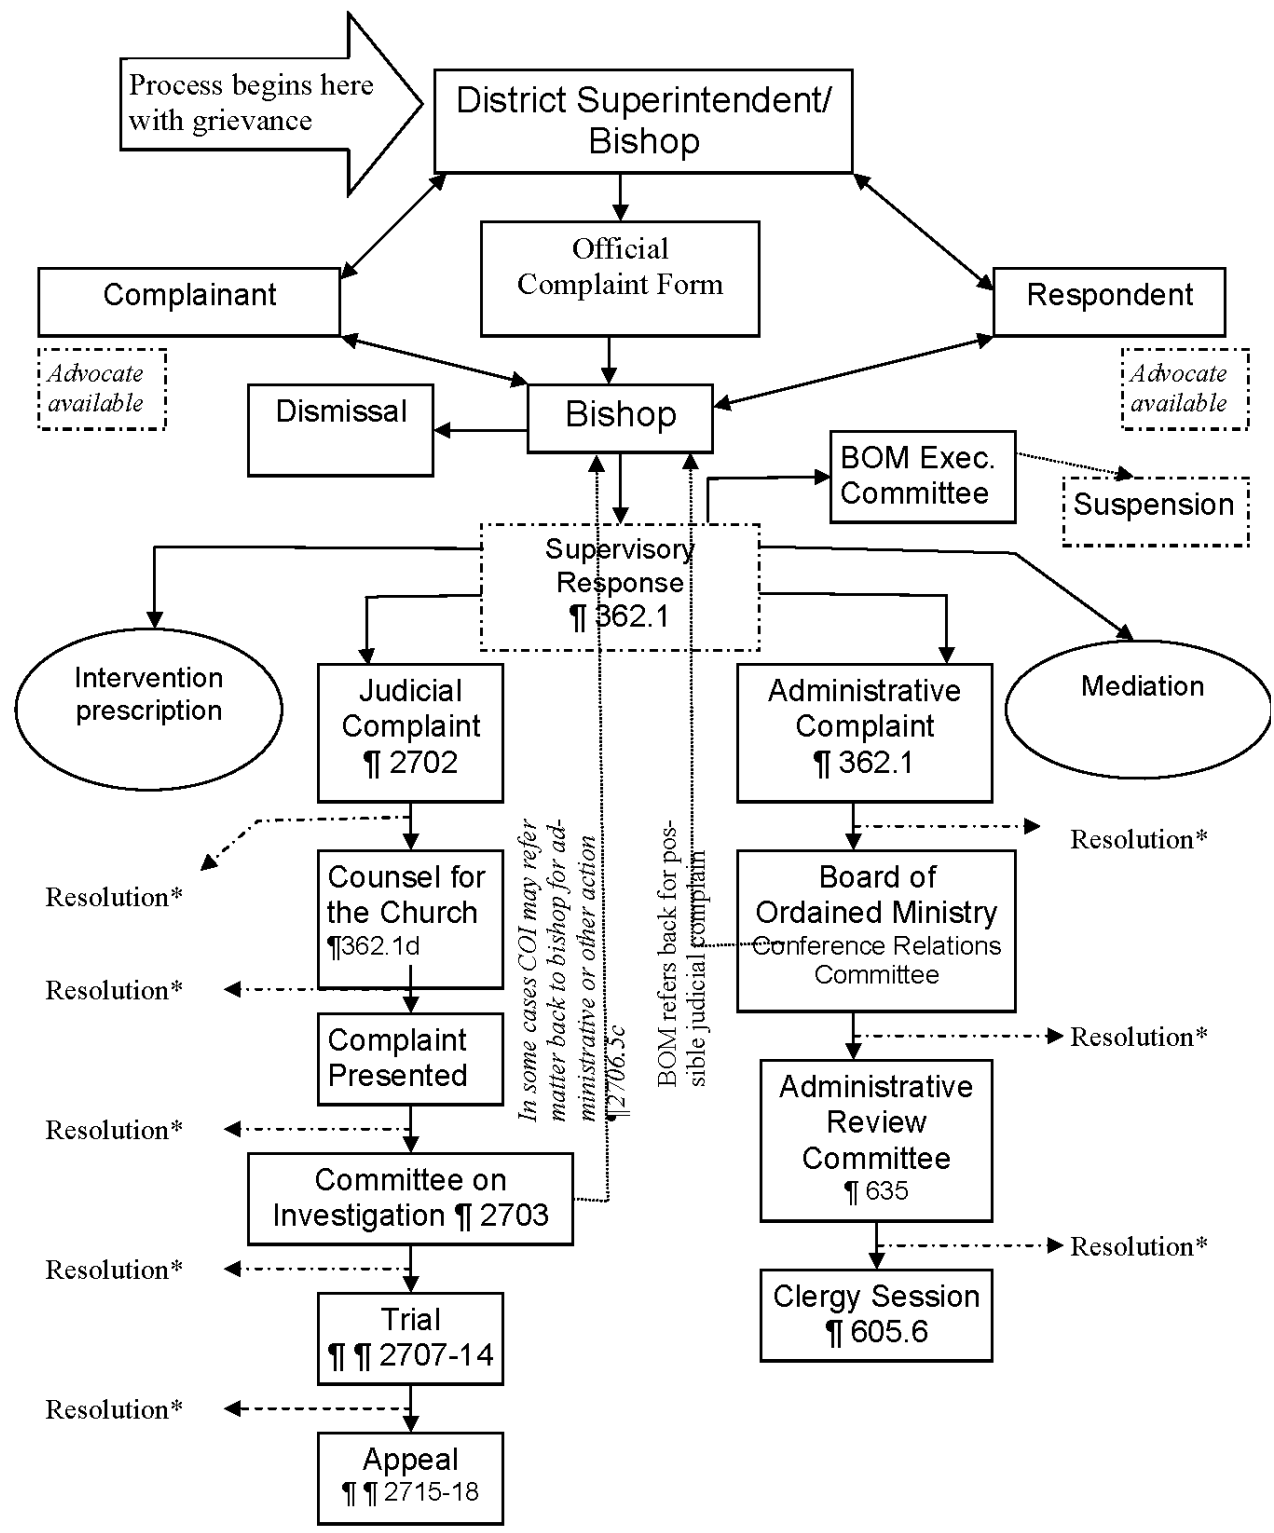 Process begins here
with grievance
District Superintendent/
Bishop
Official
Complaint Form
Complainant
Respondent
Advocate
available
Advocate
available
Dismissal
Bishop
BOM Exec.
Committee
Suspension
Supervisory
Response
¶ 362.1
Intervention
prescription
Judicial
Complaint
¶ 2702
Administrative
Complaint
¶ 362.1
Mediation
Resolution*
Resolution*
Counsel for
the Church
¶362.1d
In some cases COI may refer
matter back to bishop for ad-
ministrative or other action
¶2706.5c
BOM refers back for pos-
sible judicial complain
Board of
Ordained Ministry
Conference Relations
Committee
Resolution*
Complaint
Presented
Resolution*
Resolution*
Administrative
Review
Committee
¶ 635
Committee on
Investigation ¶ 2703
Resolution*
Resolution*
Trial
¶ ¶ 2707-14
Clergy Session
¶ 605.6
Resolution*
Appeal
¶ ¶ 2715-18